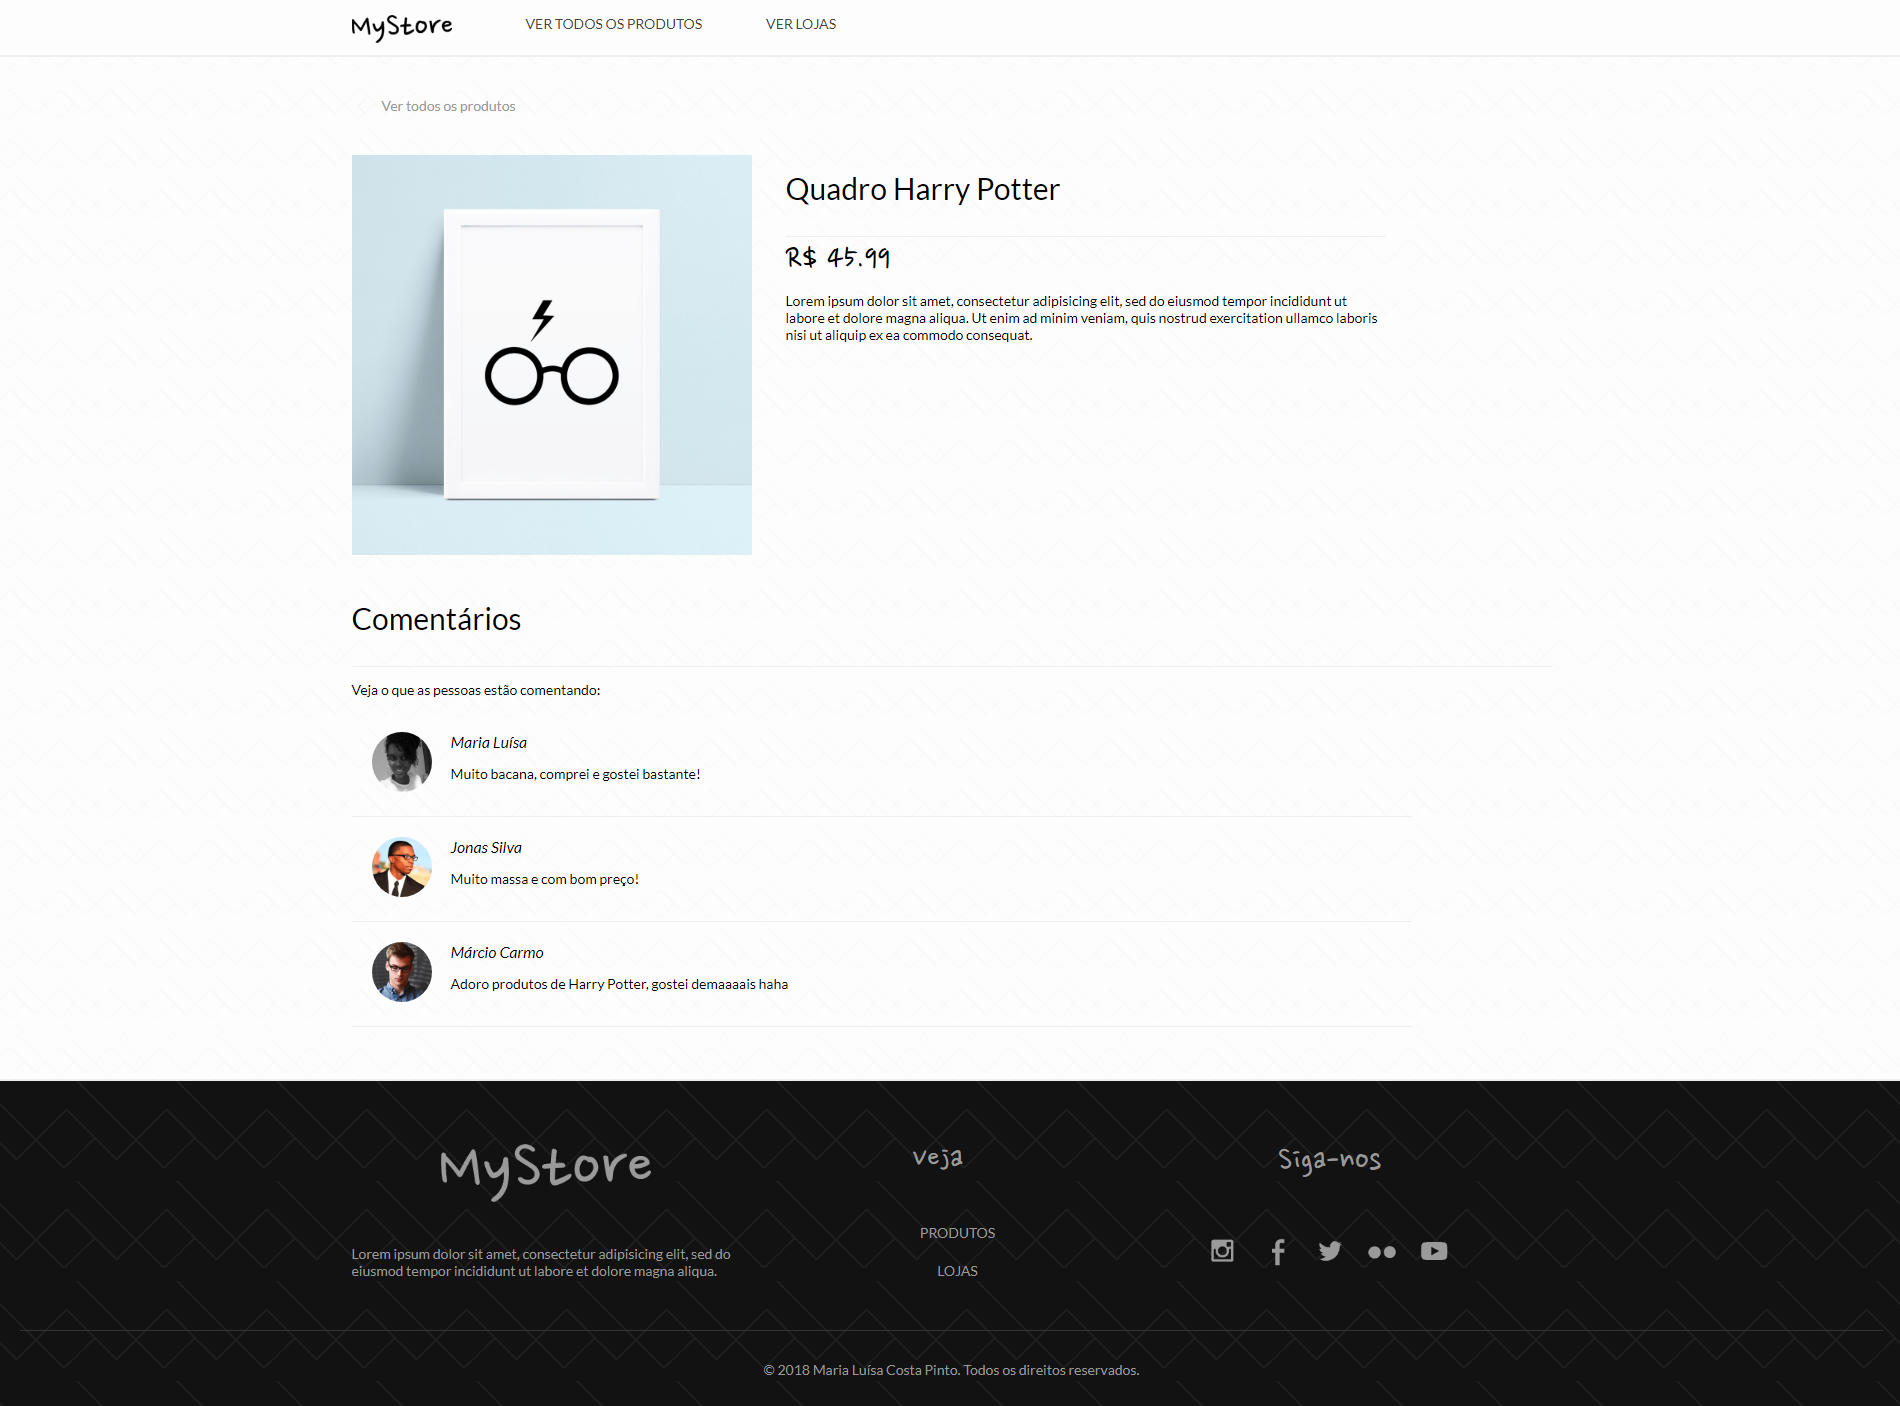 MyStore
VER TODOS OS PRODUTOS
VER LOJAS
Ver todos os produtos
Quadro Harry Potter
R$ 45.99
Lorem ipsum dolor sit amet, consectetur adipisicing elit, sed do eiusmod tempor incididunt ut
labore et dolore magna aliqua. Ut enim ad minim veniam, quis nostrud exercitation ullamco laboris
nisi ut aliquip ex ea commodo consequat.
Comentários
Veja o que as pessoas estão comentando:
Maria Luísa
Muito bacana, comprei e gostei bastante!
Jonas Silva
Muito massa e com bom preço!
Márcio Carmo
Adoro produtos de Harry Potter, gostei demaaaais haha
MyStore
Lorem ipsum dolor sit amet, consectetur adipisicing elit, sed do
eiusmod tempor incididunt ut labore et dolore magna aliqua.
Veja
PRODUTOS
LOJAS
Siga-nos
© 2018 Maria Luísa Costa Pinto. Todos os direitos reservados.